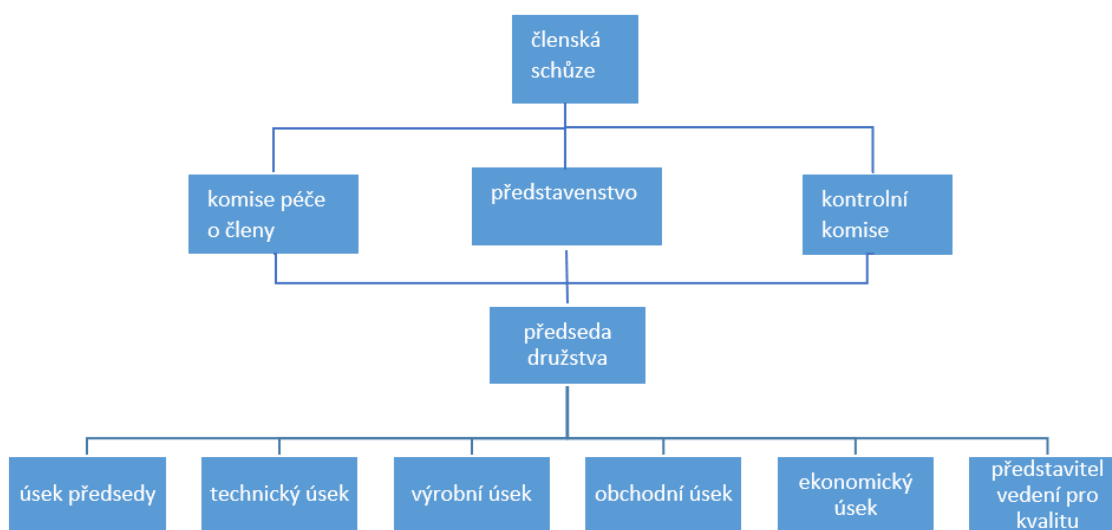 členská
schůze
komise péče
o členy
představenstvo
kontrolní
komise
předseda
družstva
úsek předsedy
technický úsek
výrobní úsek
obchodní úsek
ekonomický
úsek
představitel
vedení pro
kvalitu